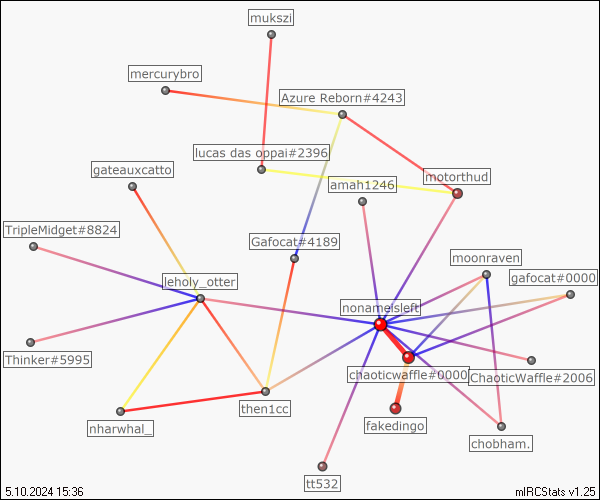 mukszi
mercurybro
Azure Reborn#4243
lucas das oppai#2396
gateauxcatto
amah1246
motorthud
TripleMidget#8824
Gafocat#4189
moonraven
leholy_otter
gafocat#0000
nonameisleft
Thinker#5995
chaoticwaffle#0000
ChaoticWaffle#2006
then1cc
nharwhal_
fakedingo
chobham.
tt532
5.10.2024 15:36
mIRCStats v1.25